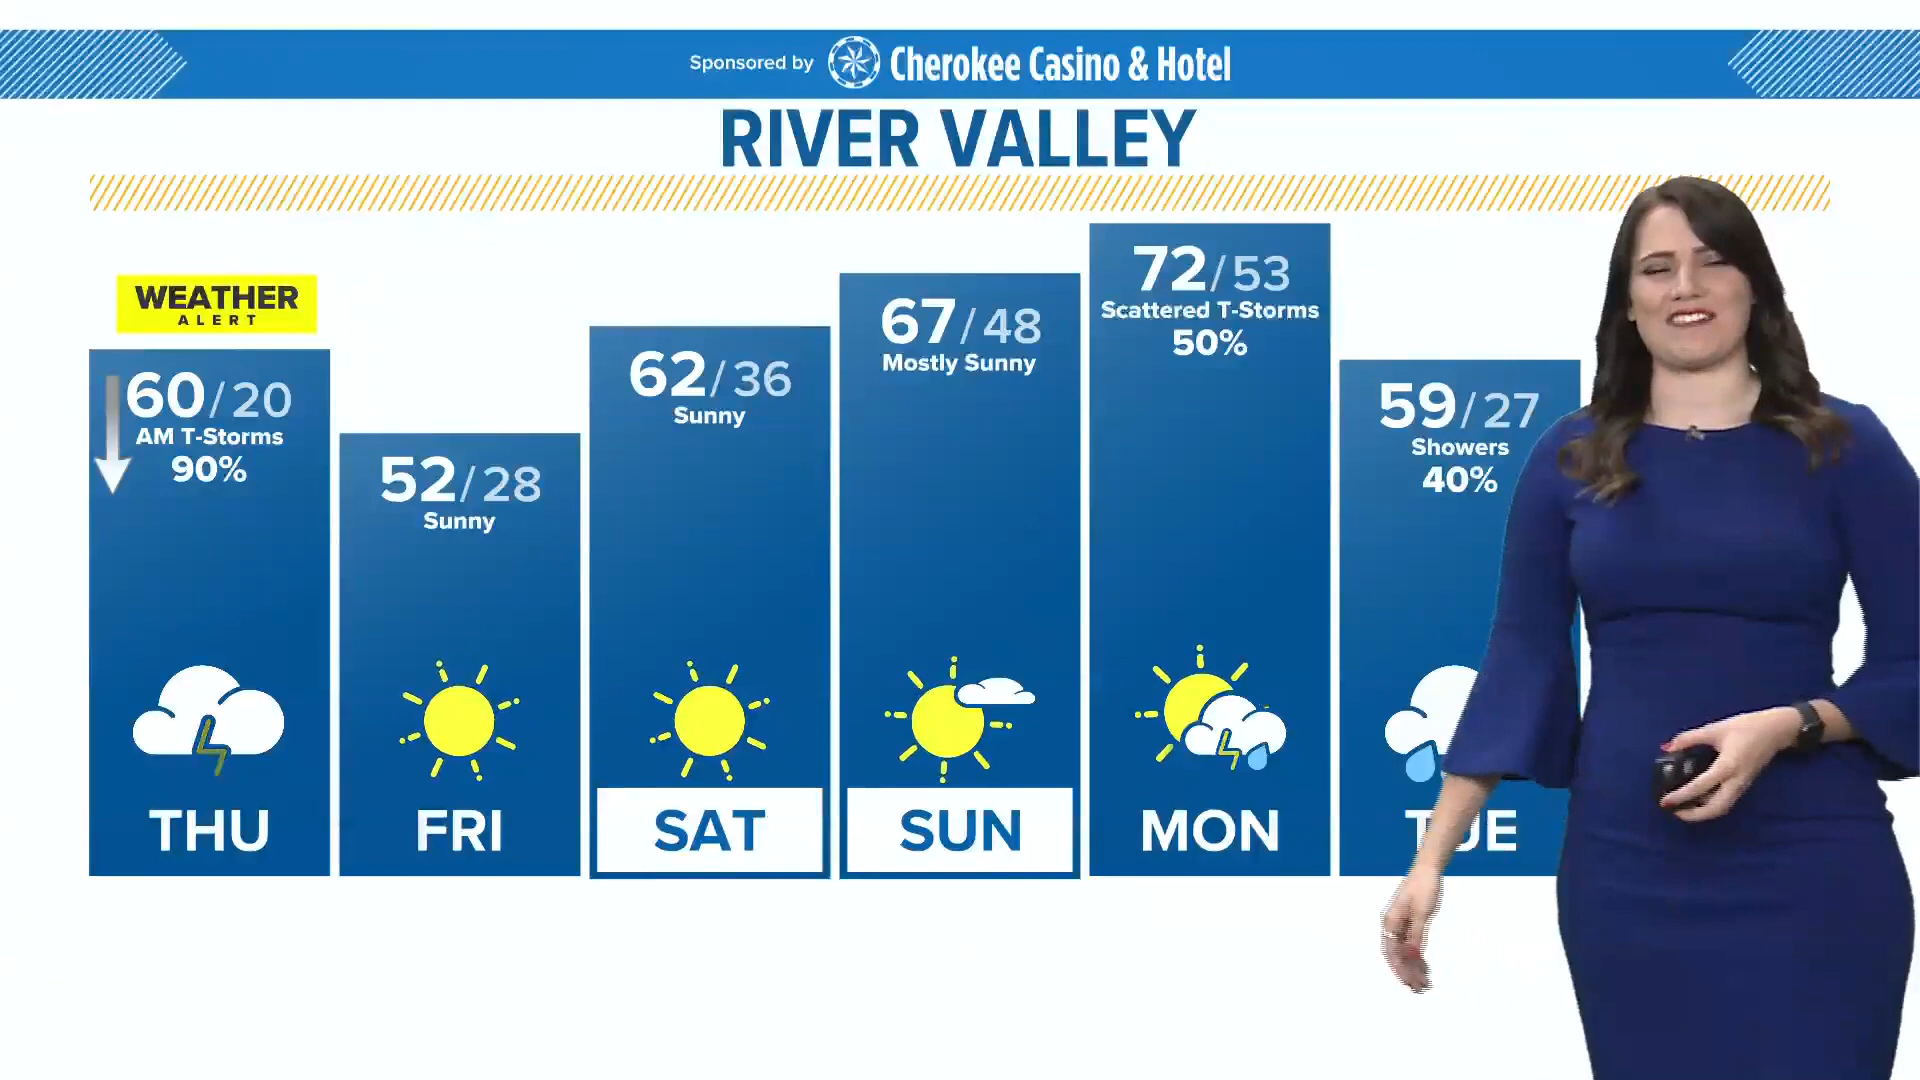 Sponsored by Cherokee Casino & Hotel
RIVER VALLEY
WEATHER
ALERT
60/20
AM T-Storms
90%
THU
52/28
Sunny
FRI
62/36
Sunny
SAT
67/48
Mostly Sunny
SUN
72/53
Scattered T-Storms
50%
MON
59/27
Showers
40%
TUE